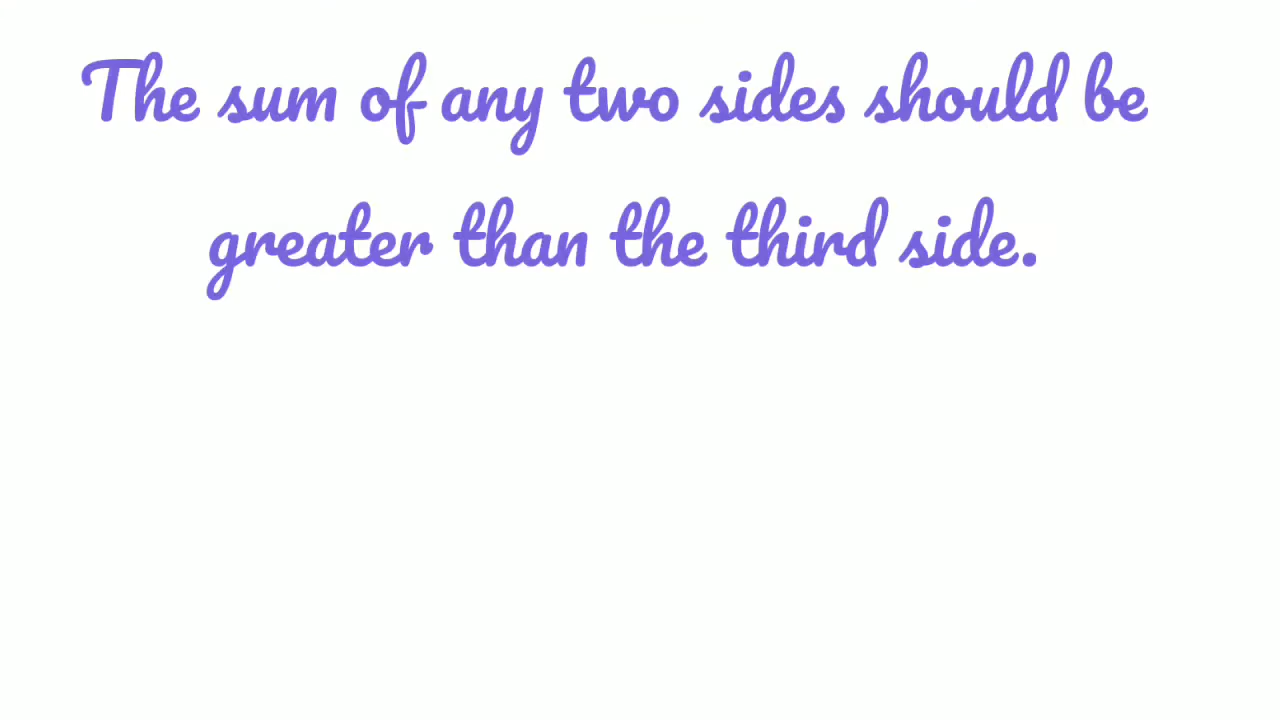 The sum of any two sides should be
greater than the third side.